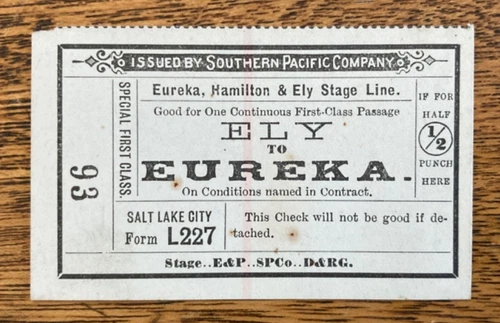 ISSUED BY SOUTHERN PACIFIC COMPANY
SPECIAL FIRST CLASS.
93
Eureka, Hamilton & Ely Stage Line.
Good for One Continuous First-Class Passage
ELY
TO
EUREKA.
On Conditions named in Contract.
IF FOR
HALF
1/2
PUNCH
HERE
SALT LAKE CITY
Form L227
This Check will not be good if de-
tached.
Stage..E&P..SPCo..D&RG.